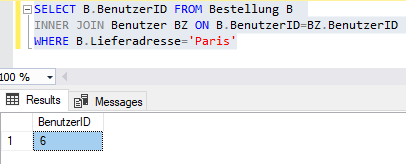 SELECT B.BenutzerID FROM Bestellung B
INNER JOIN Benutzer BZ ON B.BenutzerID=BZ.BenutzerID
WHERE B.Lieferadresse='Paris'
100 %
Results Messages
BenutzerID
1 6